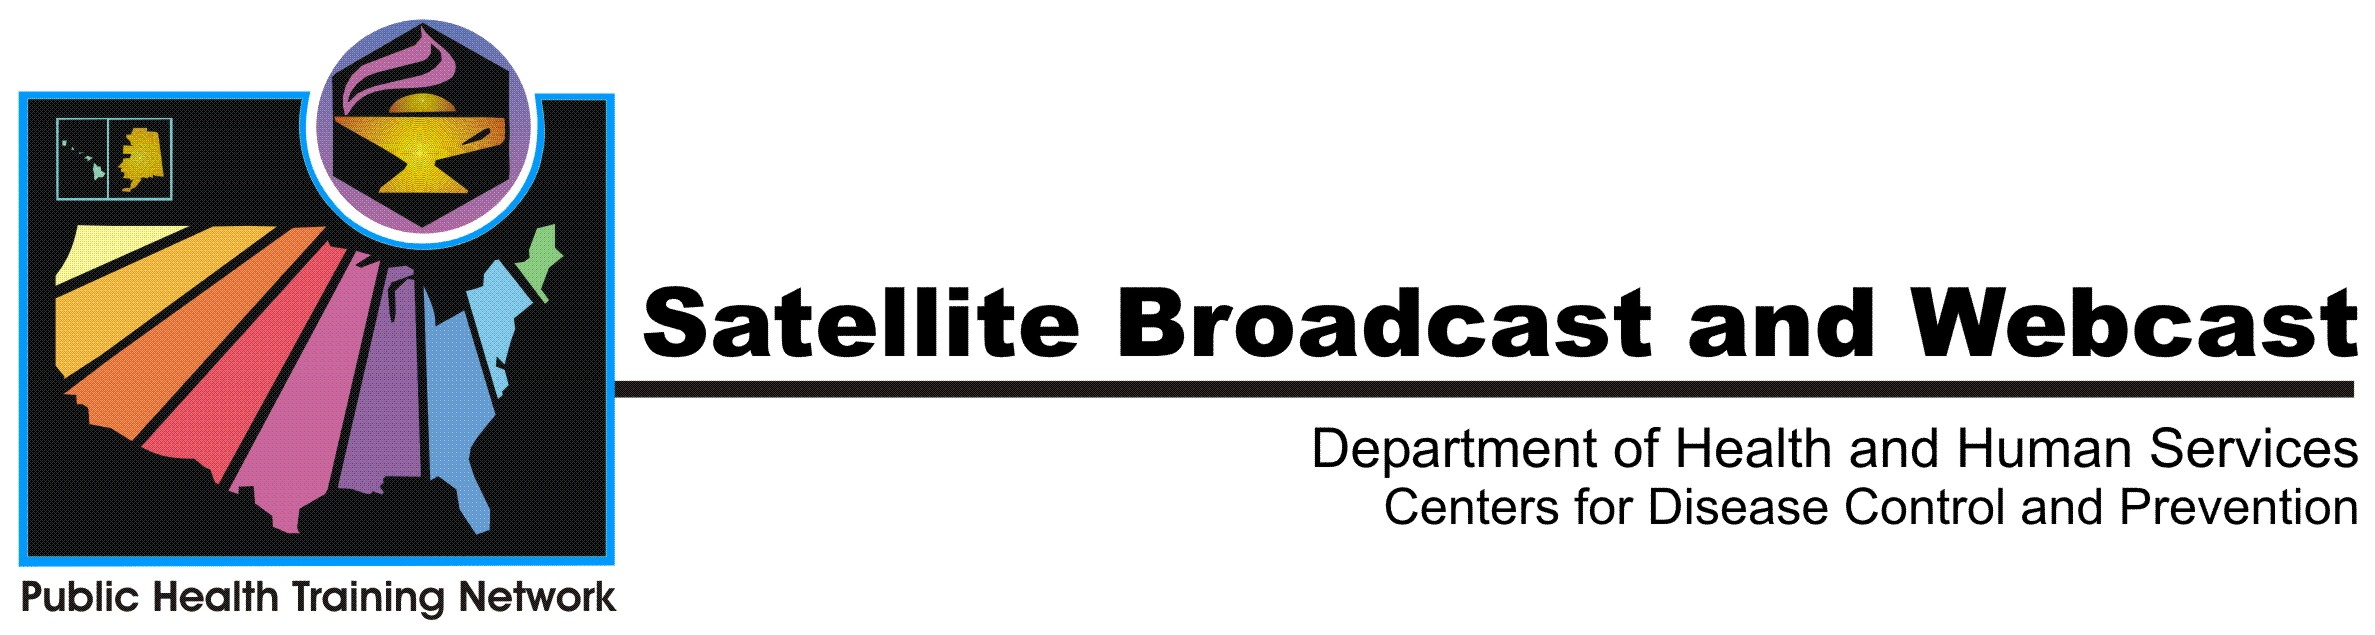 Satellite Broadcast and Webcast
Department of Health and Human Services
Centers for Disease Control and Prevention
Public Health Training Network